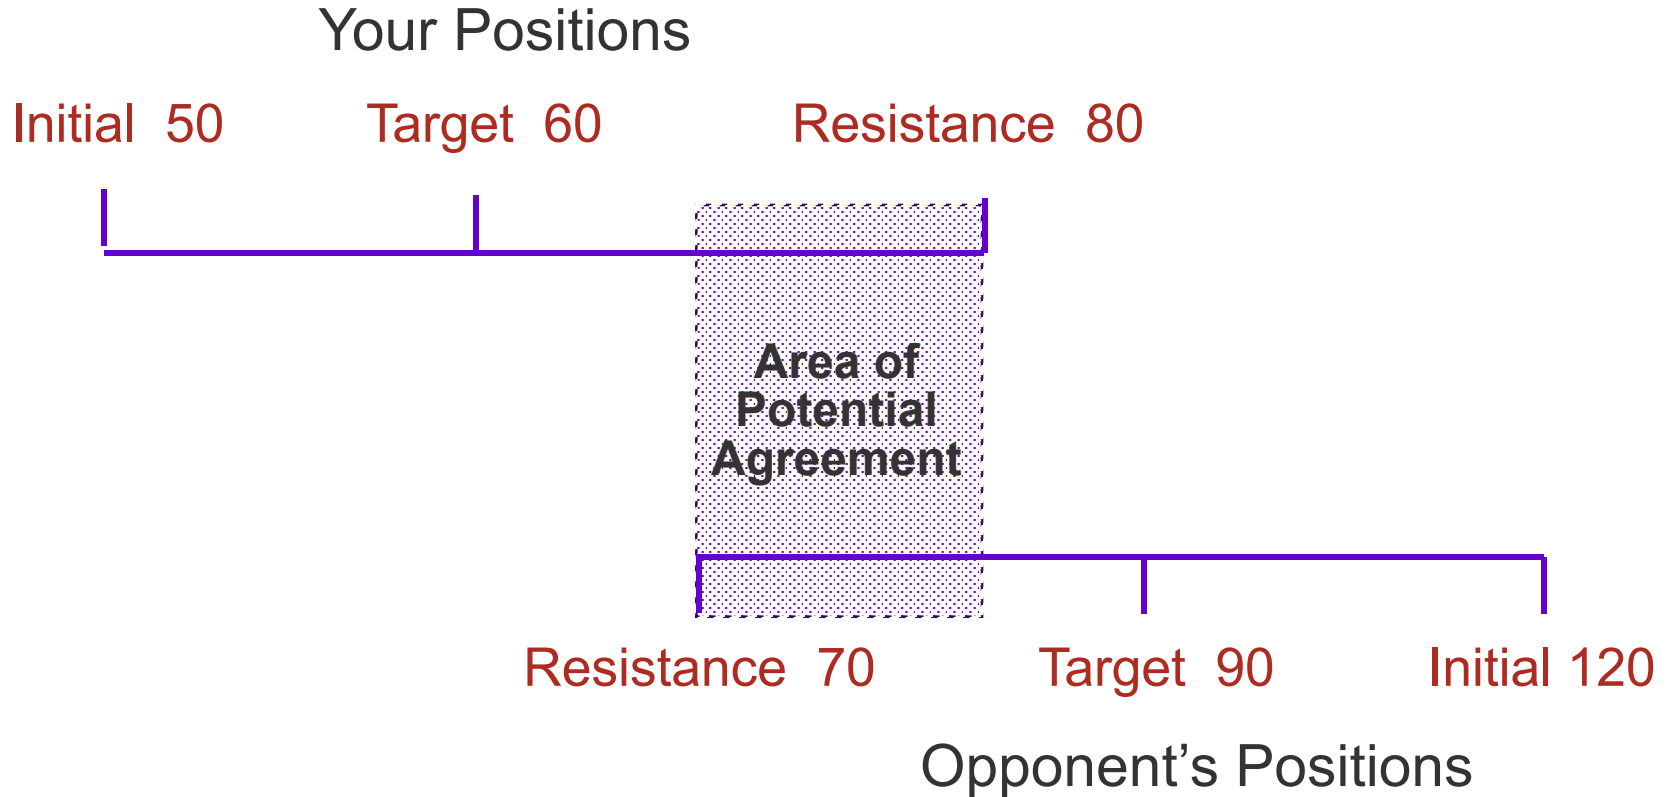 Your Positions
Initial 50 Target 60 Resistance 80
Area of
Potential
Agreement
Resistance 70 Target 90 Initial 120
Opponent’s Positions